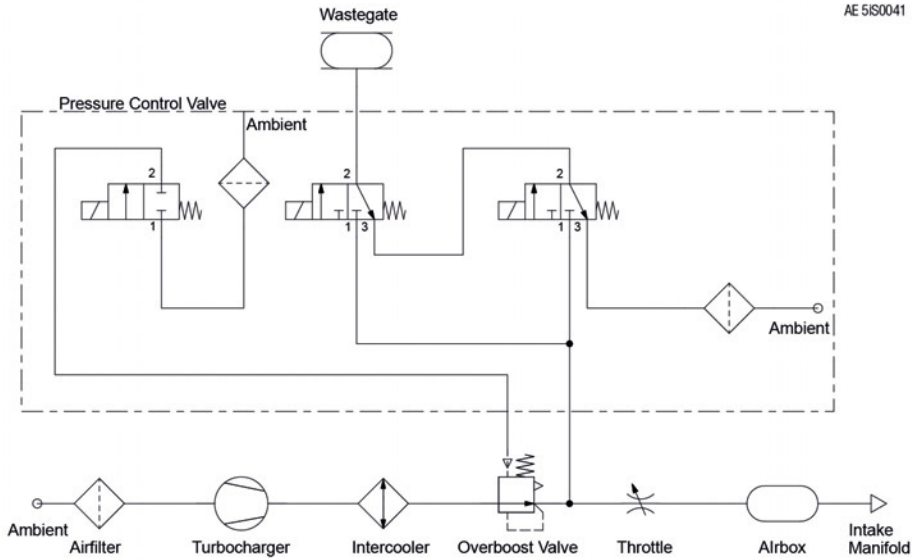 Wastegate
AE 5IS0041
Pressure Control Valve
Ambient
2
2
2
1
1 3
1 3
Ambient
Ambient
Airfilter
Turbocharger
Intercooler
Overboost Valve
Throttle
AIrbox
Intake
Manifold